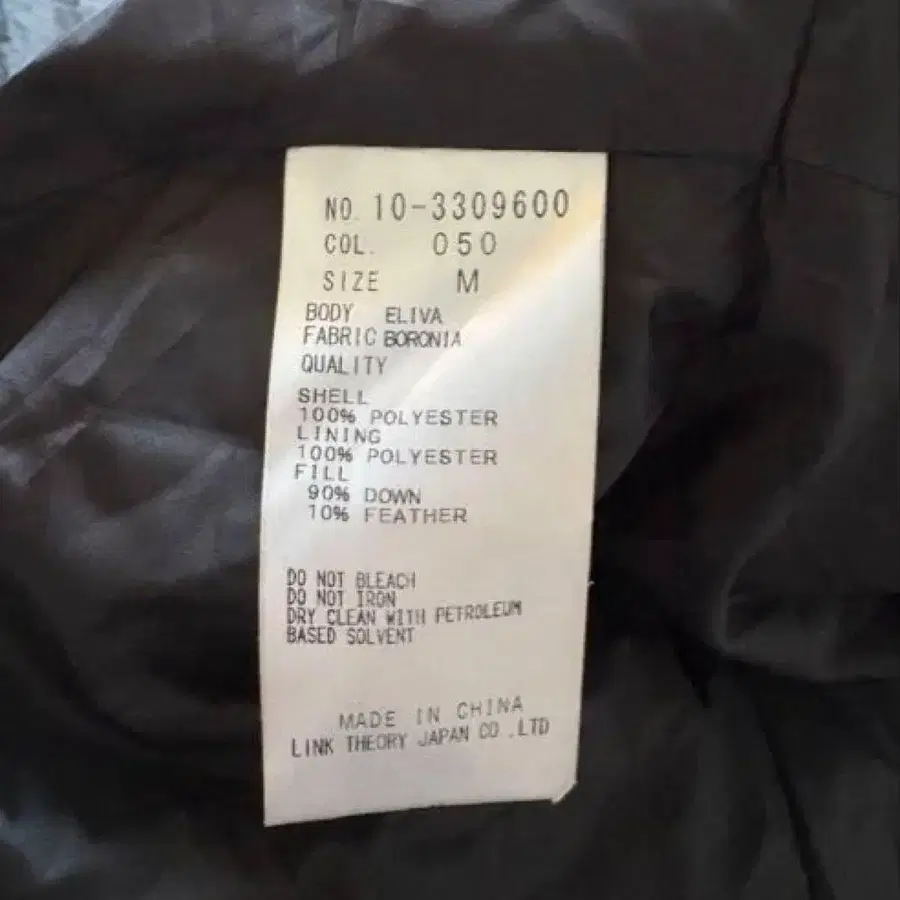 NO. 10-3309600
COL. 050
SIZE M
BODY ELIVA
FABRIC BORONIA
QUALITY
SHELL
100% POLYESTER
LINING
100% POLYESTER
FILL
90% DOWN
10% FEATHER
DO NOT BLEACH
DO NOT IRON
DRY CLEAN WITH PETROLEUM
BASED SOLVENT
MADE IN CHINA
LINK THEORY JAPAN CO.,LTD